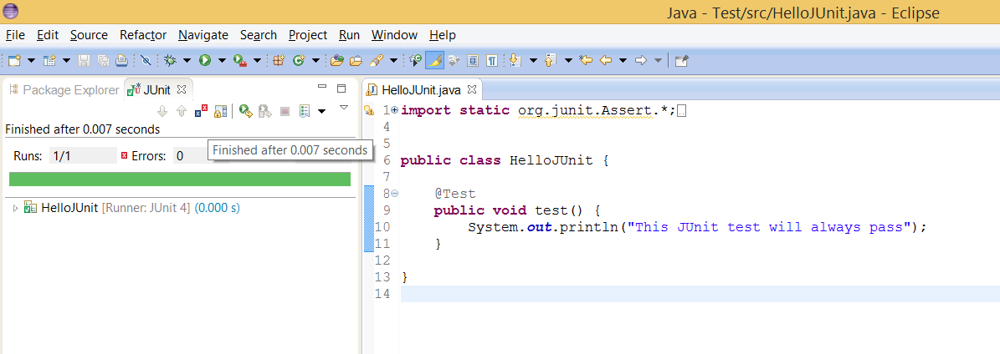 Java - Test/src/HelloJUnit.java - Eclipse
File Edit Source Refactor Navigate Search Project Run Window Help
Package Explorer JUnit
HelloJUnit.java
Finished after 0.007 seconds
Runs: 1/1 Errors: 0
Finished after 0.007 seconds
HelloJUnit [Runner: JUnit 4] (0.000 s)
1 import static org.junit.Assert.*;
4
5
6 public class HelloJUnit {
7
8 @Test
9 public void test() {
10 System.out.println("This JUnit test will always pass");
11 }
12
13 }
14